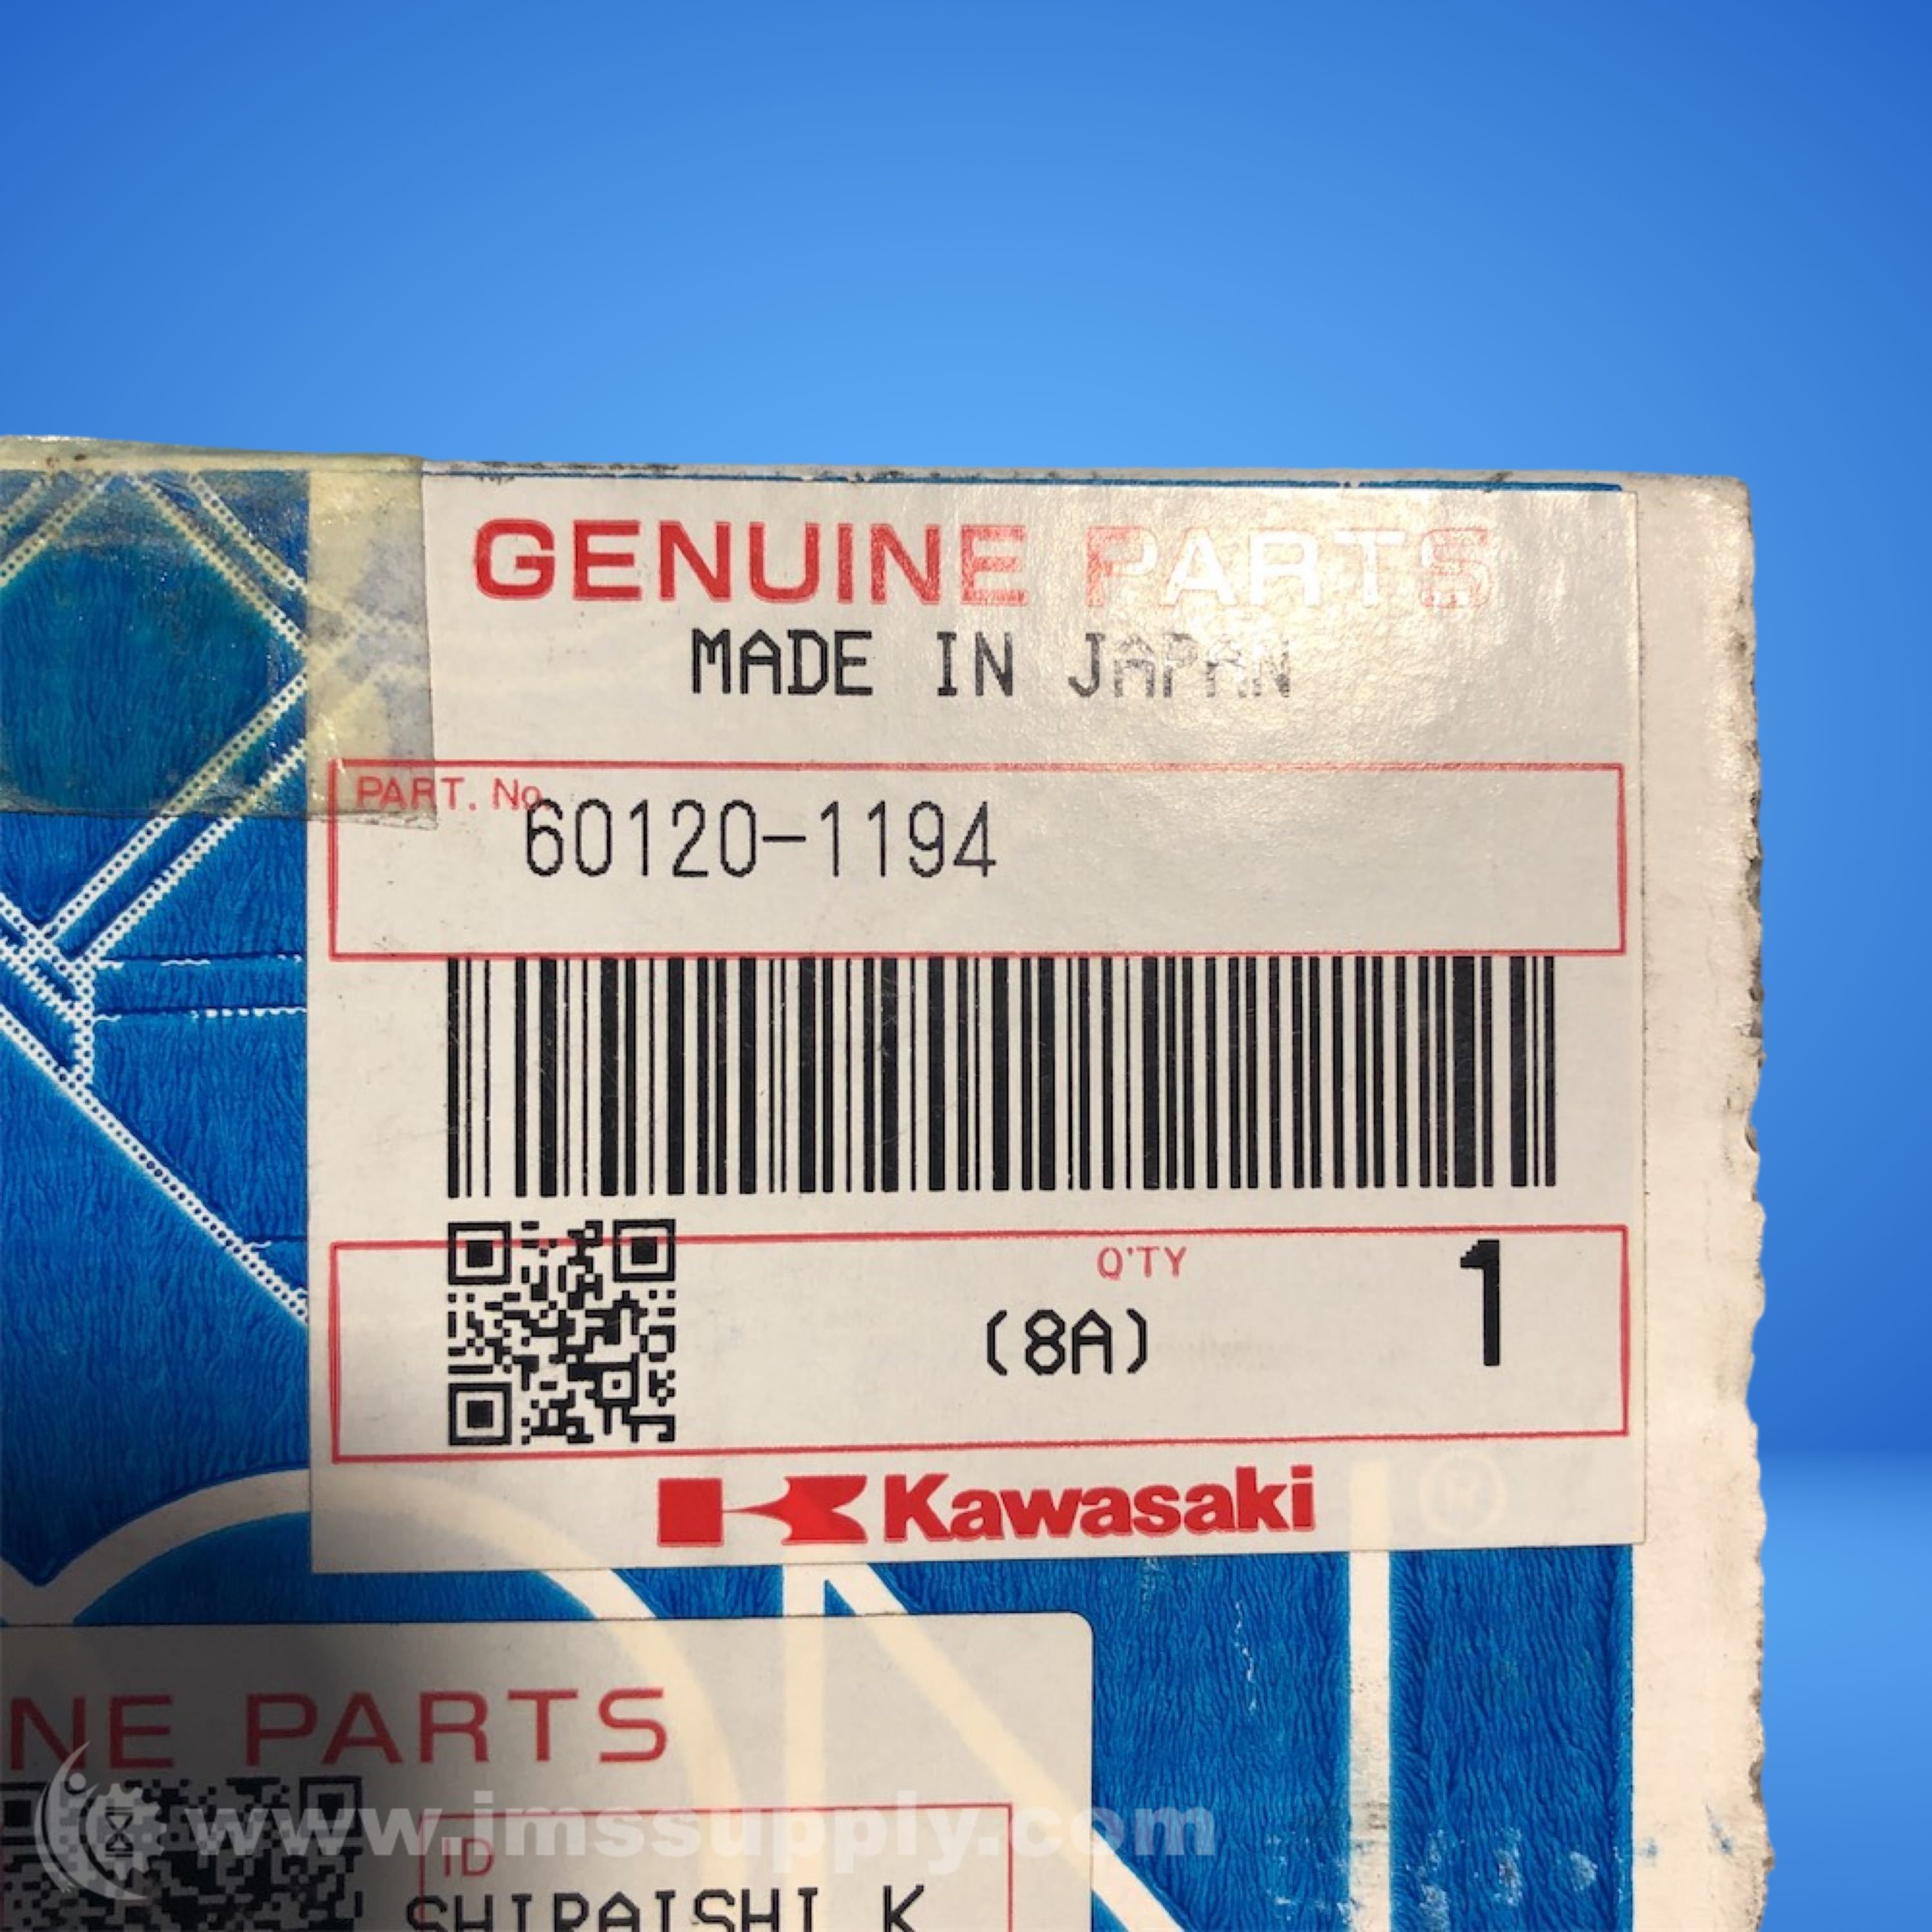 GENUINE PARTS
MADE IN JAPAN
PART. No.
60120-1194
Q'TY
1
(8A)
Kawasaki
NE PARTS
www.imssupply.com
ID
SHIRAISHI K